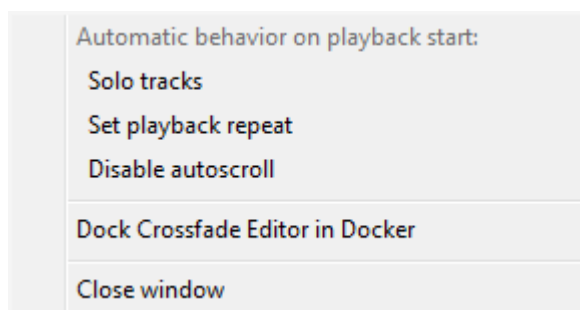 Automatic behavior on playback start:
Solo tracks
Set playback repeat
Disable autoscroll
Dock Crossfade Editor in Docker
Close window